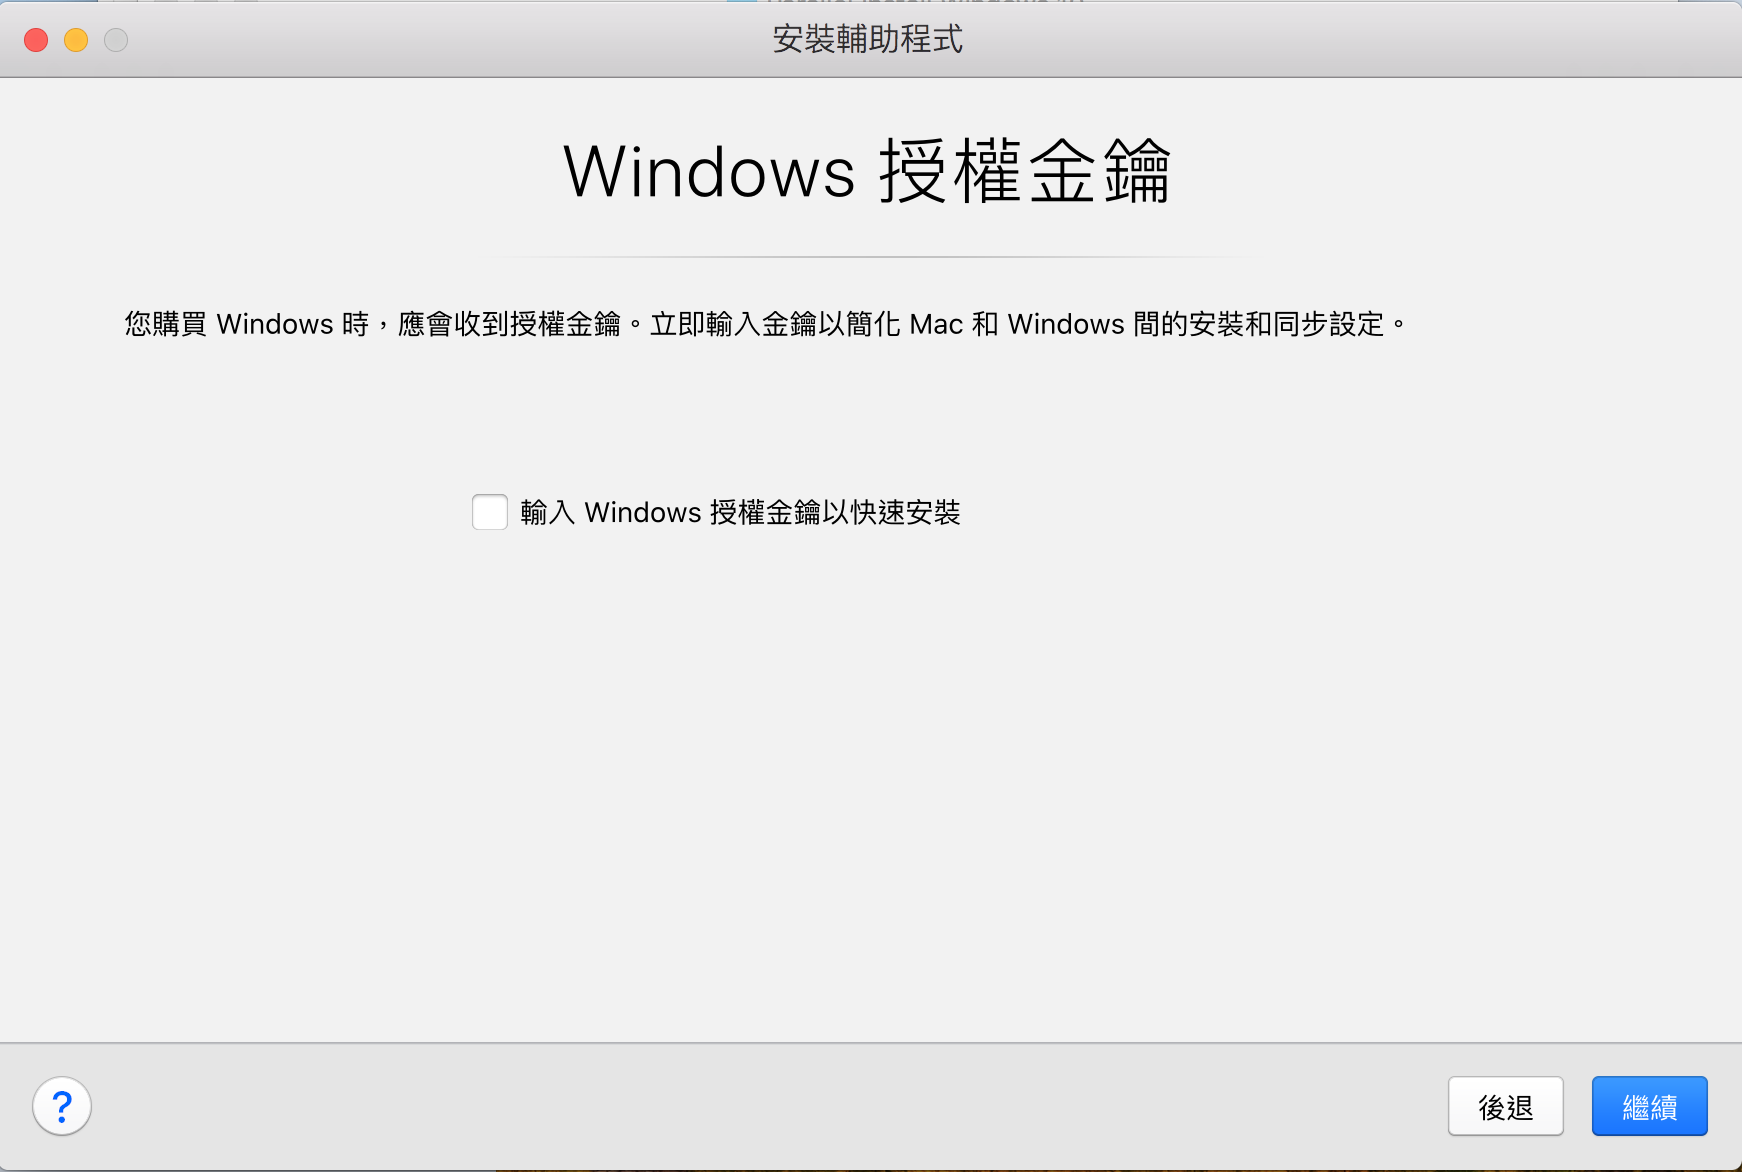 安裝輔助程式
Windows 授權金鑰
您購買 Windows 時，應會收到授權金鑰。立即輸入金鑰以簡化 Mac 和 Windows 間的安裝和同步設定。
輸入 Windows 授權金鑰以快速安裝
?
後退
繼續